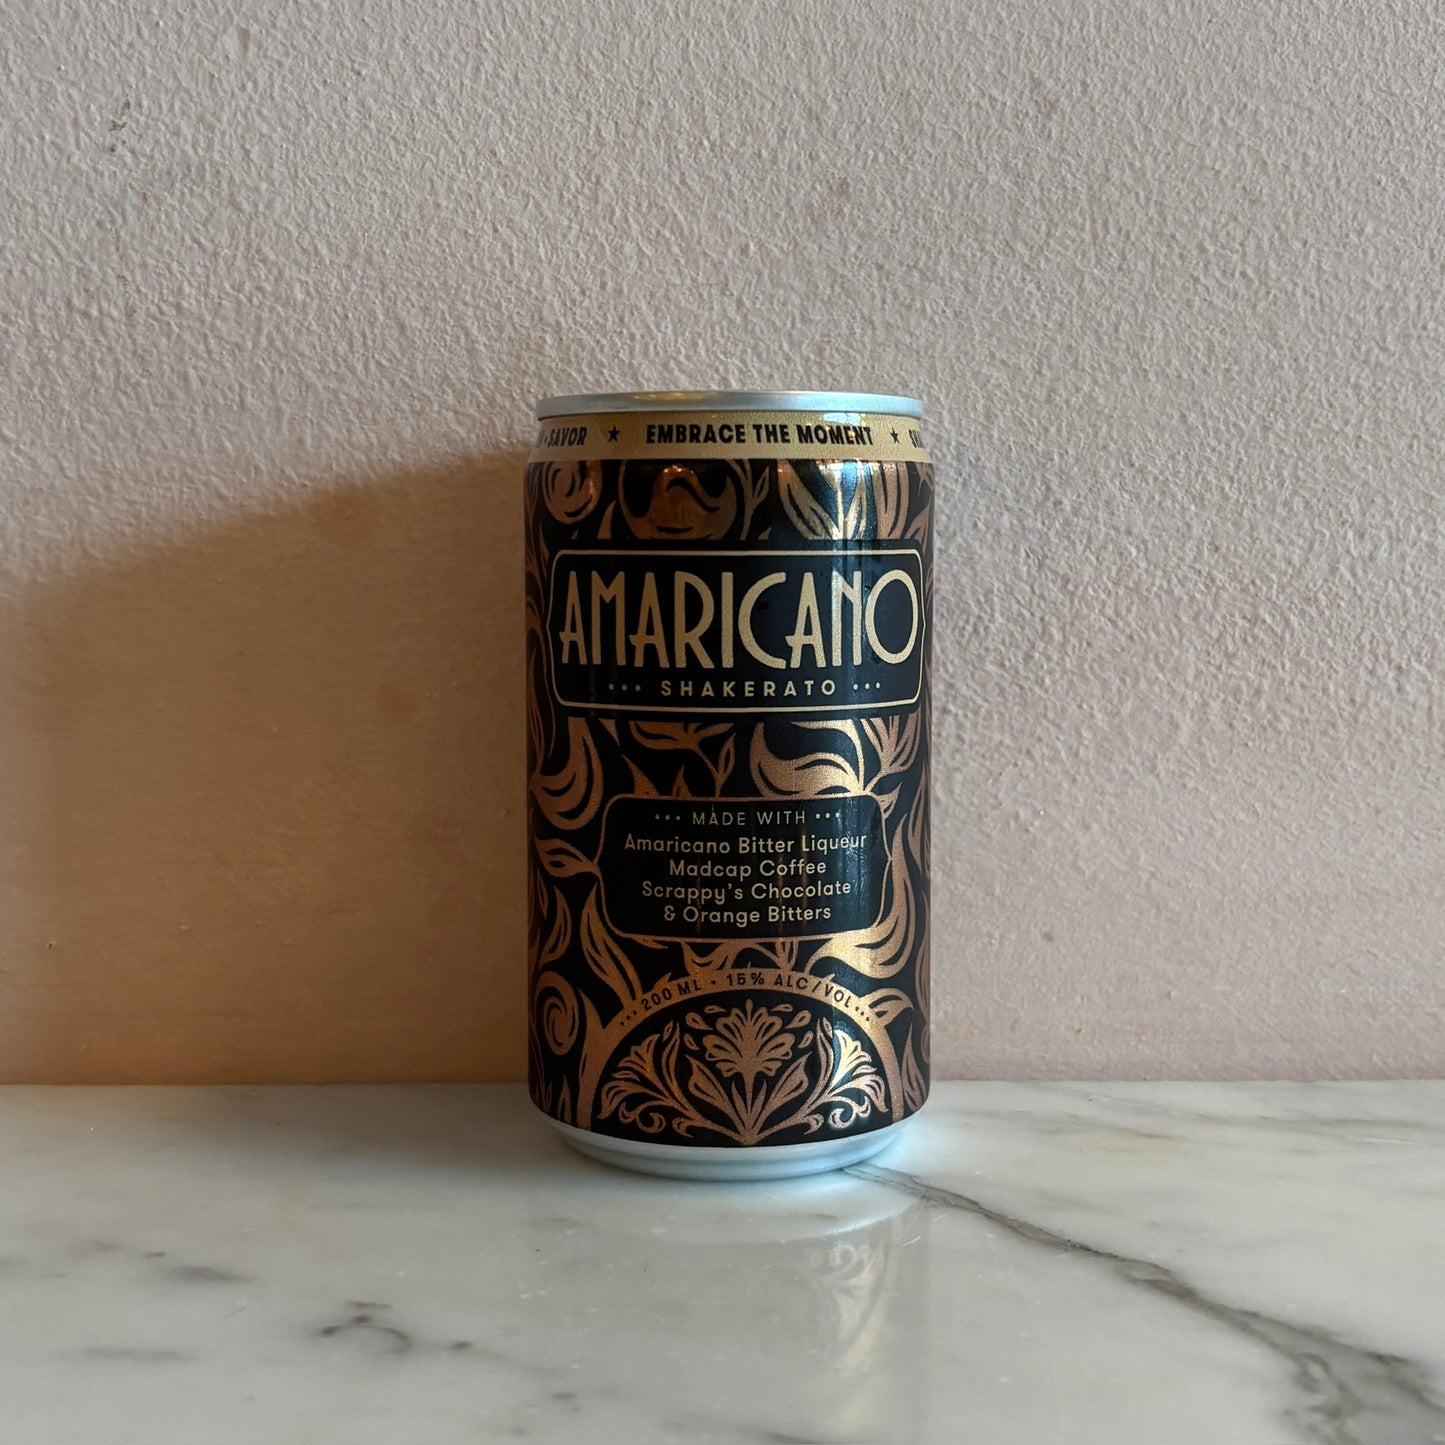 SAVOR ★ EMBRACE THE MOMENT ★
AMARICANO
••• SHAKERATO •••
••• MADE WITH •••
Amaricano Bitter Liqueur
Madcap Coffee
Scrappy's Chocolate
& Orange Bitters
••• 200 ML • 15% ALC/VOL •••